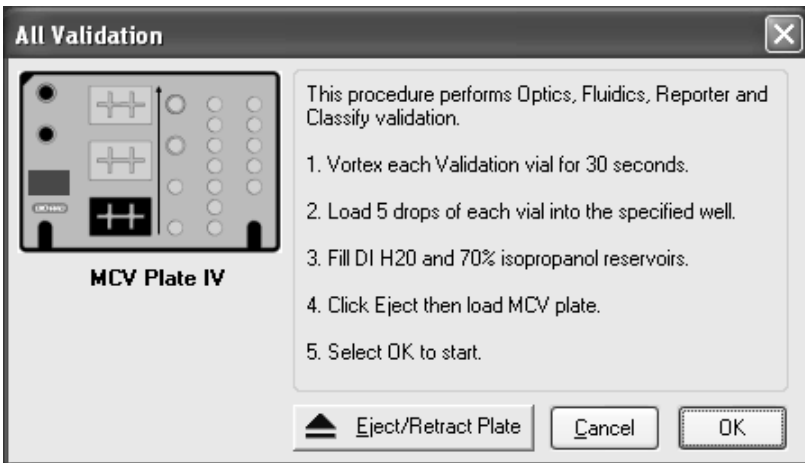 All Validation
This procedure performs Optics, Fluidics, Reporter and
Classify validation.
1. Vortex each Validation vial for 30 seconds.
2. Load 5 drops of each vial into the specified well.
3. Fill DI H20 and 70% isopropanol reservoirs.
4. Click Eject then load MCV plate.
5. Select OK to start.
MCV Plate IV
Eject/Retract Plate
Cancel
OK